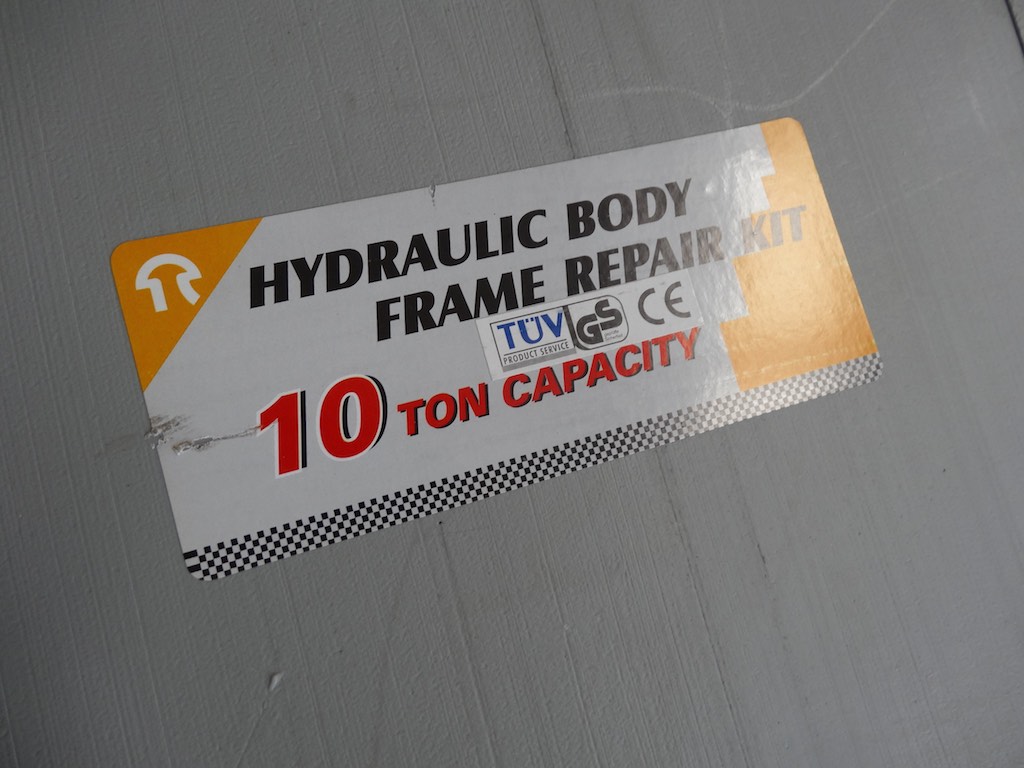 HYDRAULIC BODY
FRAME REPAIR KIT
TÜV
PRODUCT SERVICE
GS
CE
10 TON CAPACITY